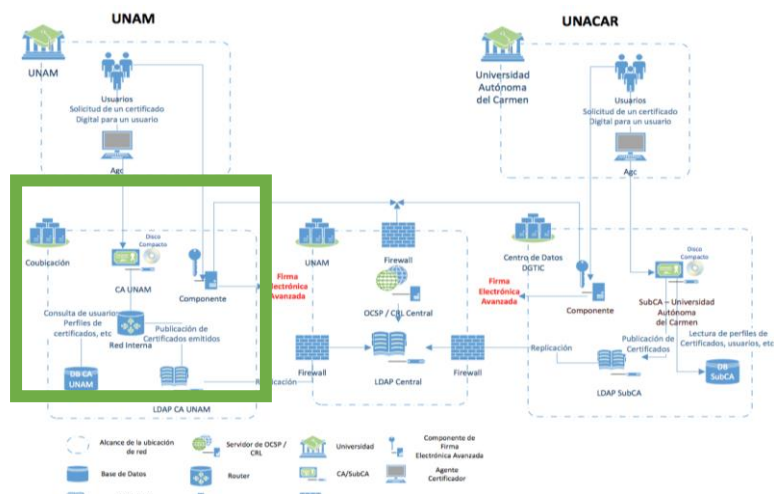 UNAM
UNACAR
UNAM
Usuarios
Solicitud de un certificado
Digital para un usuario
Agc
Universidad
Autónoma
del Carmen
Usuarios
Solicitud de un certificado
Digital para un usuario
Agc
Coubicación
Disco
Compacto
CA UNAM
Componente
Firma
Electrónica
Avanzada
Consulta de usuario
Perfiles de
certificados, etc
Red Interna
Publicación de
Certificados emitidos
DB CA
UNAM
LDAP CA UNAM
Replicación
UNAM
Firewall
OCSP / CRL Central
Firewall
LDAP Central
Firewall
Centro de Datos
DGTIC
Firma
Electrónica
Avanzada
Componente
Disco
Compacto
SubCA – Universidad
Autónoma
del Carmen
Replicación
Publicación de
Certificados
Lectura de perfiles de
Certificados, usuarios, etc
LDAP SubCA
DB
SubCA
Alcance de la ubicación
de red
Servidor de OCSP /
CRL
Universidad
Componente de
Firma
Electrónica Avanzada
Base de Datos
Router
CA/SubCA
Agente
Certificador